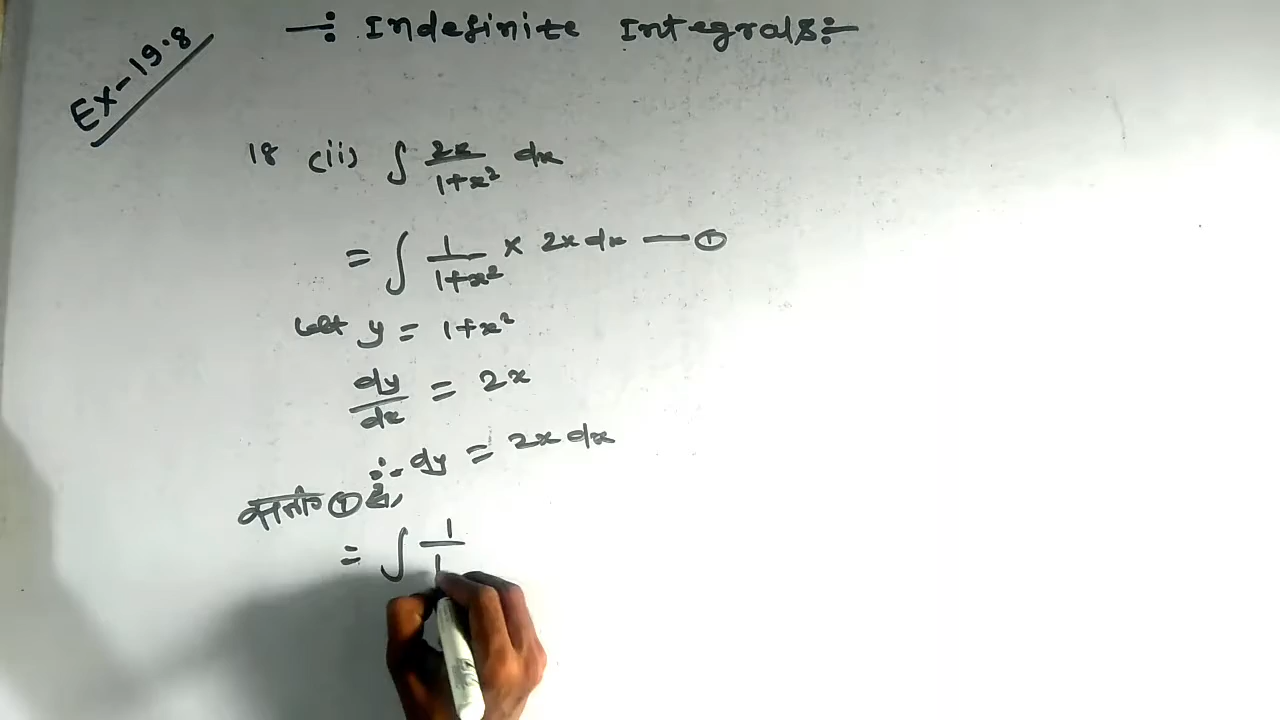 -: Indefinite Integrals:-
EX-19.8
18 (ii) ∫ 2x/1+x² dx
= ∫ 1/1+x² × 2x dx — ①
Let y = 1+x²
dy/dx = 2x
∴ dy = 2x dx
① से,
= ∫ 1/